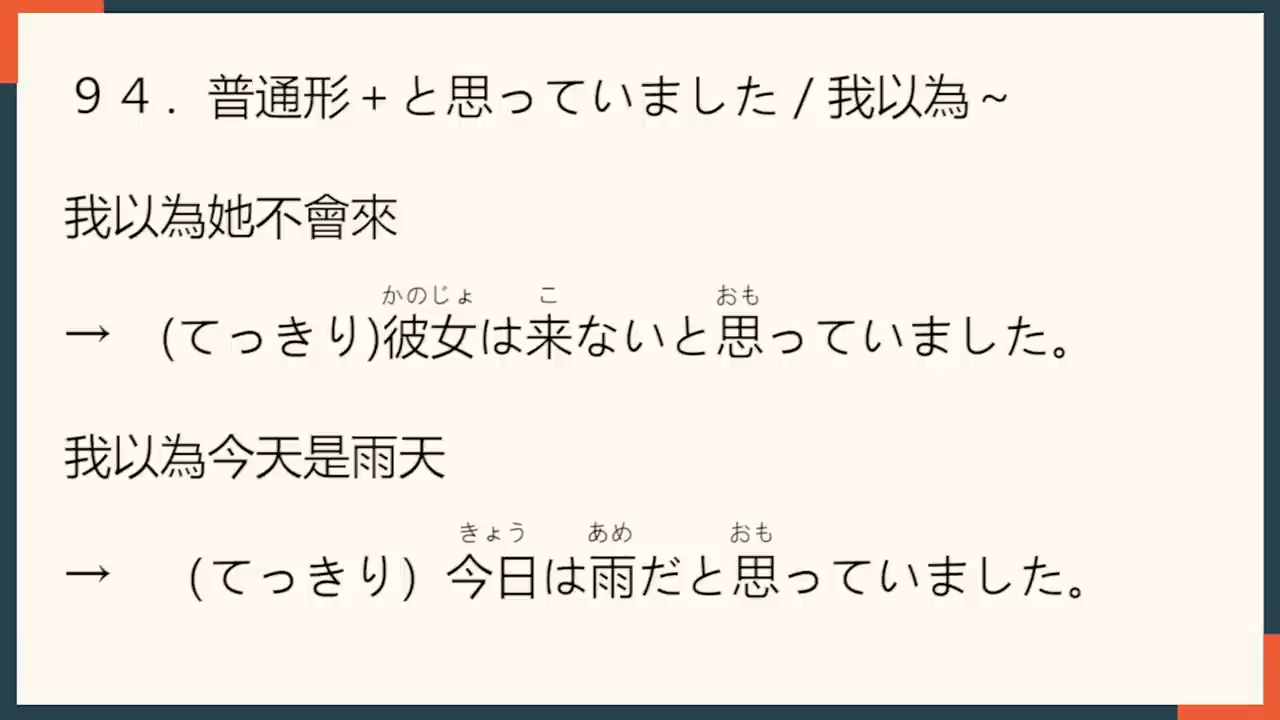 ９４．普通形＋と思っていました / 我以為～
我以為她不會來
かのじょ こ おも
→ (てっきり)彼女は来ないと思っていました。
我以為今天是雨天
きょう あめ おも
→ （てっきり）今日は雨だと思っていました。